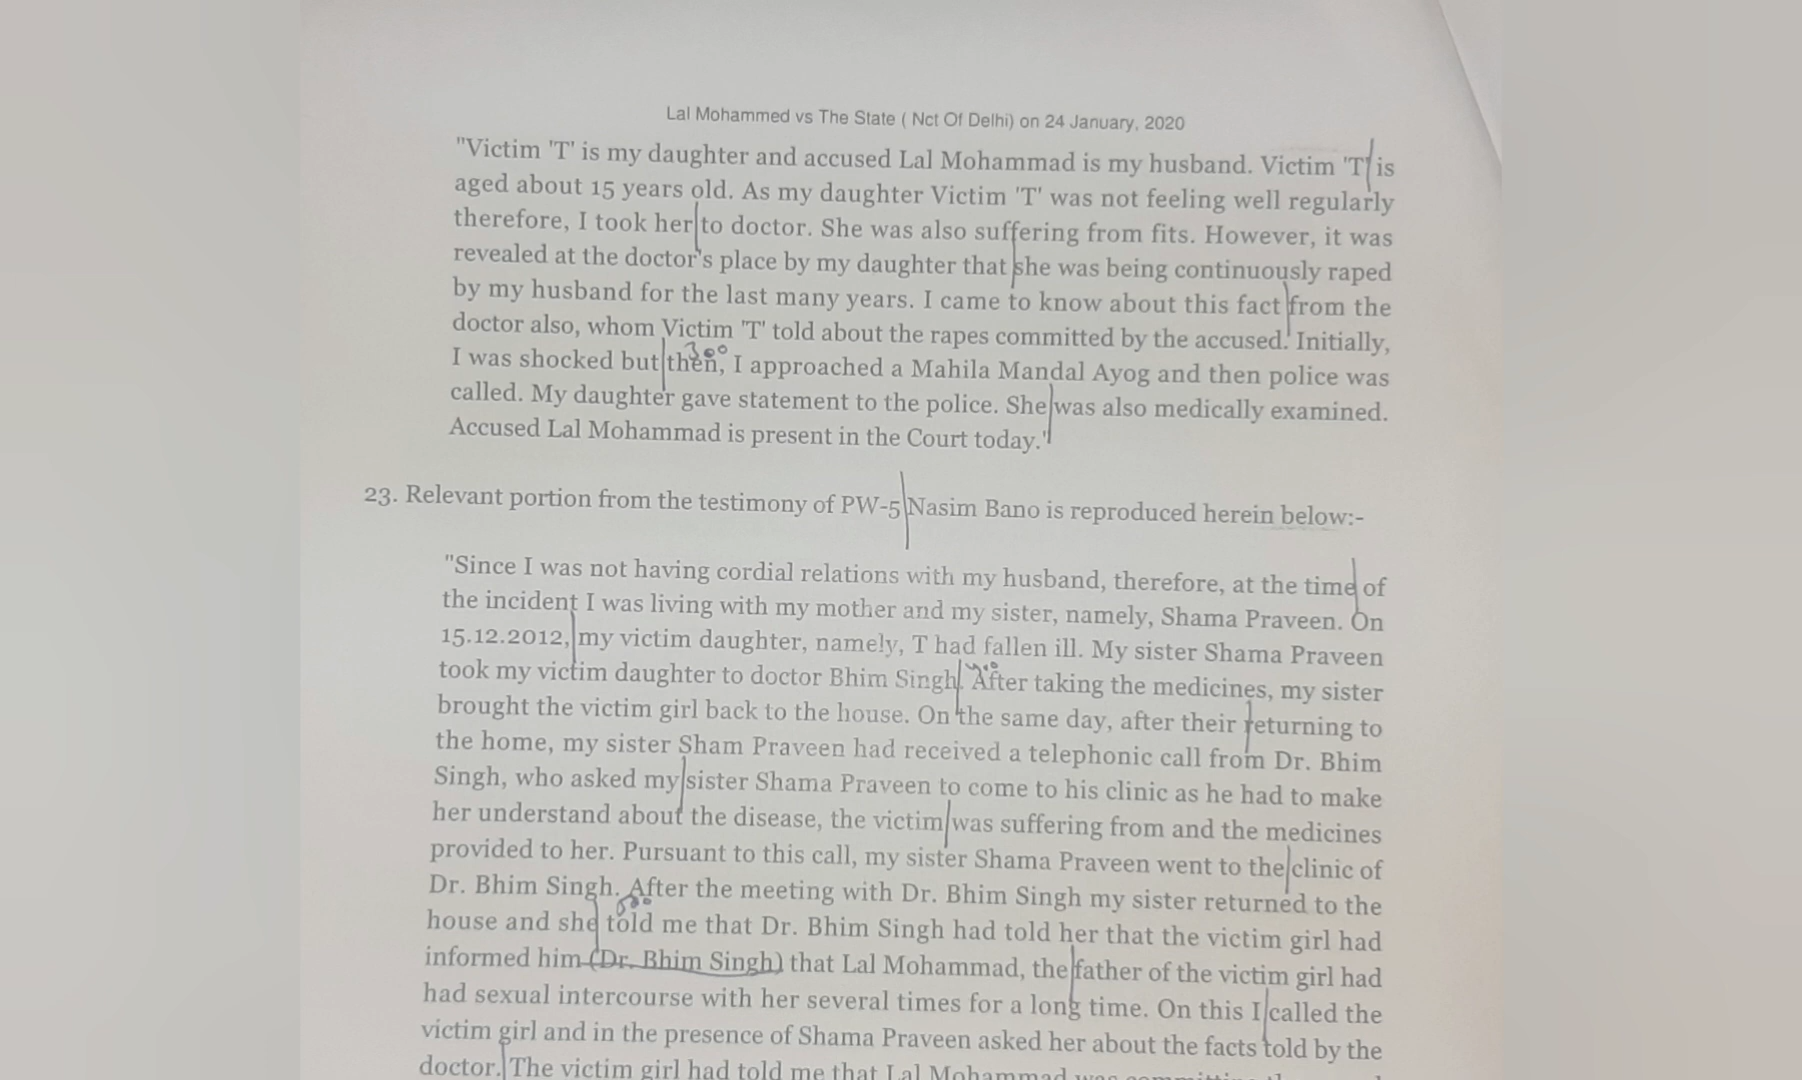 Lal Mohammed vs The State ( Nct Of Delhi) on 24 January, 2020
"Victim 'T' is my daughter and accused Lal Mohammad is my husband. Victim 'T' is
aged about 15 years old. As my daughter Victim 'T' was not feeling well regularly
therefore, I took her to doctor. She was also suffering from fits. However, it was
revealed at the doctor's place by my daughter that she was being continuously raped
by my husband for the last many years. I came to know about this fact from the
doctor also, whom Victim 'T' told about the rapes committed by the accused. Initially,
300
I was shocked but then, I approached a Mahila Mandal Ayog and then police was
called. My daughter gave statement to the police. She was also medically examined.
Accused Lal Mohammad is present in the Court today."
23. Relevant portion from the testimony of PW-5 Nasim Bano is reproduced herein below:-
"Since I was not having cordial relations with my husband, therefore, at the time of
the incident I was living with my mother and my sister, namely, Shama Praveen. On
15.12.2012, my victim daughter, namely, T had fallen ill. My sister Shama Praveen
took my victim daughter to doctor Bhim Singh. After taking the medicines, my sister
brought the victim girl back to the house. On the same day, after their returning to
the home, my sister Sham Praveen had received a telephonic call from Dr. Bhim
Singh, who asked my sister Shama Praveen to come to his clinic as he had to make
her understand about the disease, the victim was suffering from and the medicines
provided to her. Pursuant to this call, my sister Shama Praveen went to the clinic of
Dr. Bhim Singh. After the meeting with Dr. Bhim Singh my sister returned to the
house and she told me that Dr. Bhim Singh had told her that the victim girl had
informed him (Dr. Bhim Singh) that Lal Mohammad, the father of the victim girl had
had sexual intercourse with her several times for a long time. On this I called the
victim girl and in the presence of Shama Praveen asked her about the facts told by the
doctor. The victim girl had told me that Lal Mohammad was